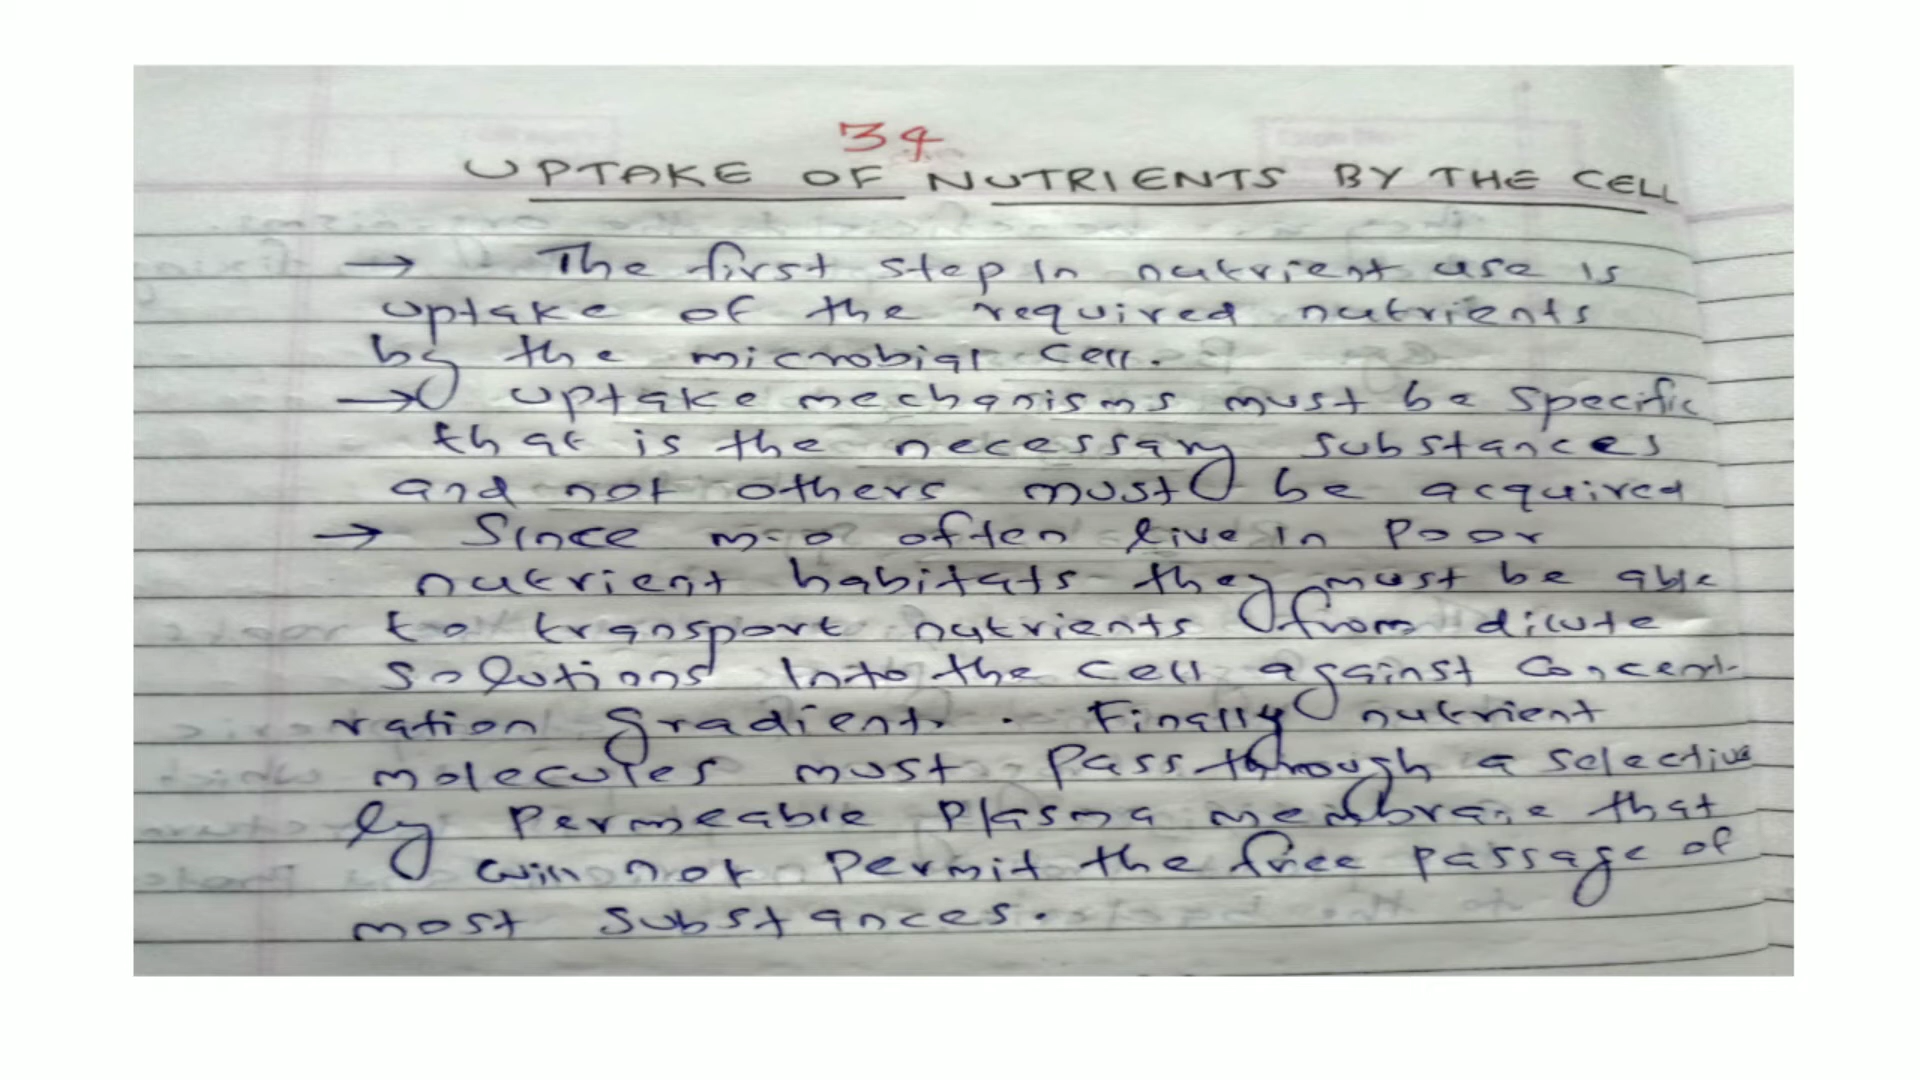 34
UPTAKE OF NUTRIENTS BY THE CELL
→ The first step In nutrient use is
uptake of the required nutrients
by the microbial cell.
→ uptake mechanisms must be specific
that is the necessary substances
and not others must be acquired
→ Since m-o often live in Poor
nutrient habitats they must be able
to transport nutrients from dilute
solutions Into the cell against Concent-
ration gradient. Finally nutrient
molecules must Pass through a selective
ly Permeable Plasma membrane that
will not Permit the free Passage of
most substances.